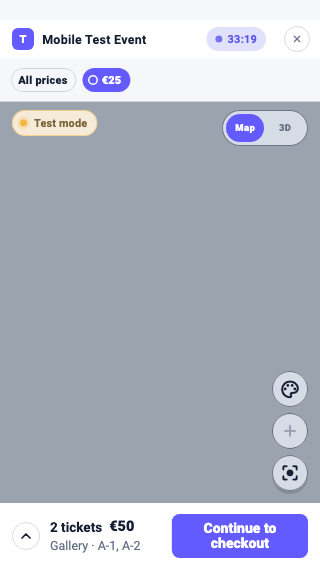 T Mobile Test Event 33:19
All prices €25
Test mode Map 3D
2 tickets €50
Gallery · A-1, A-2
Continue to
checkout